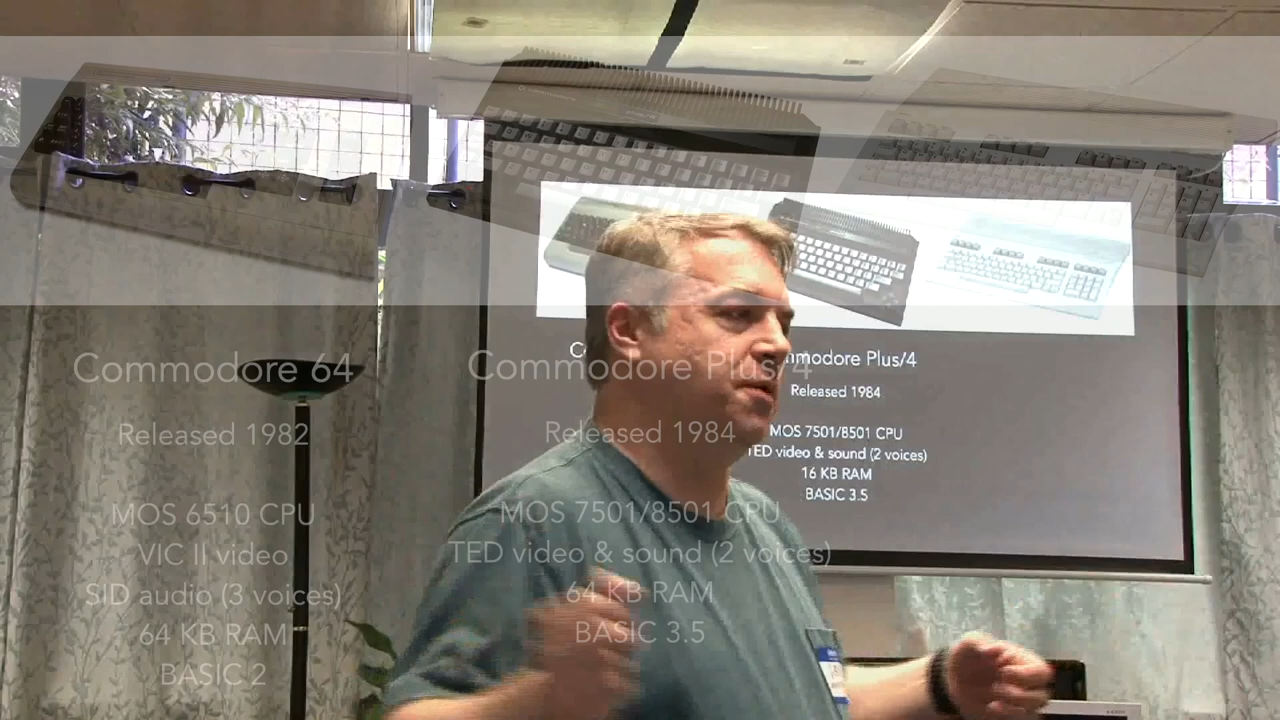 Commodore 64
Released 1982
MOS 6510 CPU
VIC II video
SID audio (3 voices)
64 KB RAM
BASIC 2
Commodore Plus/4
Released 1984
MOS 7501/8501 CPU
TED video & sound (2 voices)
64 KB RAM
BASIC 3.5
modore Plus/4
Released 1984
MOS 7501/8501 CPU
TED video & sound (2 voices)
16 KB RAM
BASIC 3.5